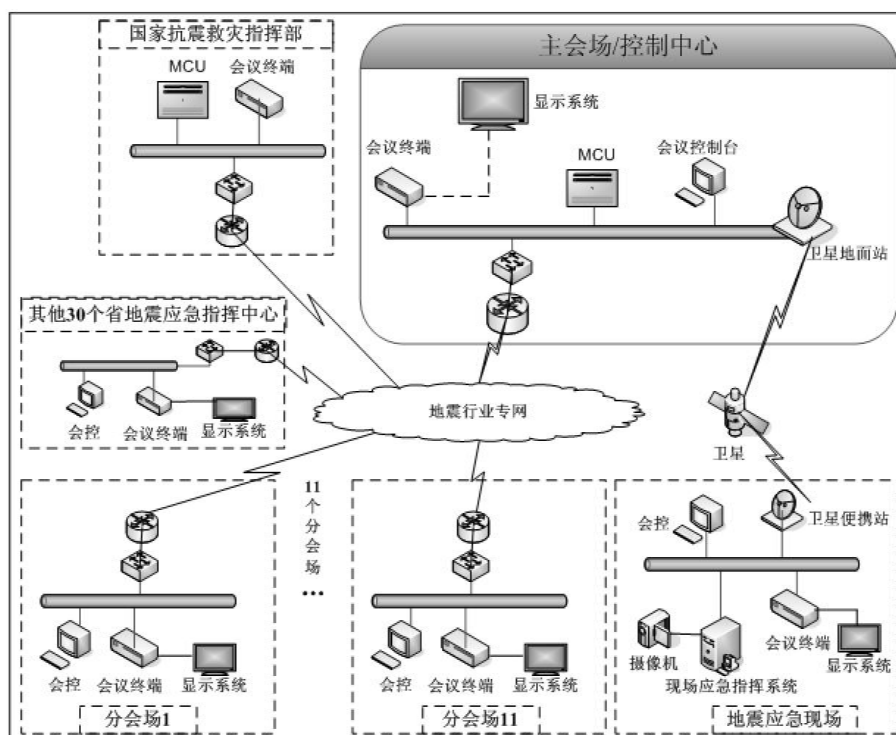 国家抗震救灾指挥部
MCU
会议终端
主会场/控制中心
显示系统
会议终端
MCU
会议控制台
卫星地面站
其他30个省地震应急指挥中心
会控
会议终端
显示系统
地震行业专网
卫星
11
个
分
会
场
...
会控
会议终端
显示系统
分会场1
会控
会议终端
显示系统
分会场11
会控
卫星便携站
摄像机
现场应急指挥系统
会议终端
显示系统
地震应急现场